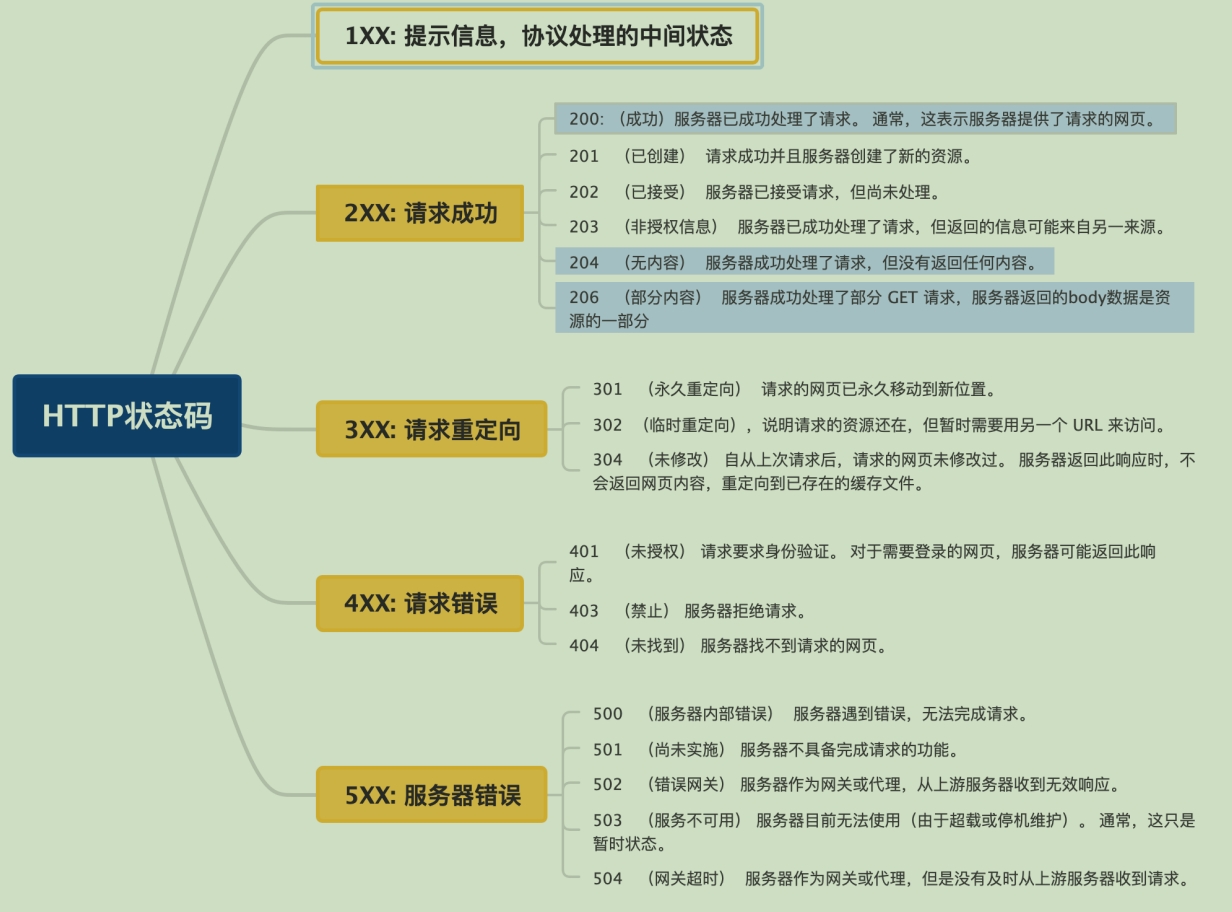 HTTP状态码
1XX: 提示信息，协议处理的中间状态
2XX: 请求成功
200: （成功）服务器已成功处理了请求。 通常，这表示服务器提供了请求的网页。
201 （已创建） 请求成功并且服务器创建了新的资源。
202 （已接受） 服务器已接受请求，但尚未处理。
203 （非授权信息） 服务器已成功处理了请求，但返回的信息可能来自另一来源。
204 （无内容） 服务器成功处理了请求，但没有返回任何内容。
206 （部分内容） 服务器成功处理了部分 GET 请求，服务器返回的body数据是资
源的一部分
3XX: 请求重定向
301 （永久重定向） 请求的网页已永久移动到新位置。
302 （临时重定向），说明请求的资源还在，但暂时需要用另一个 URL 来访问。
304 （未修改） 自从上次请求后，请求的网页未修改过。 服务器返回此响应时，不
会返回网页内容，重定向到已存在的缓存文件。
4XX: 请求错误
401 （未授权） 请求要求身份验证。 对于需要登录的网页，服务器可能返回此响
应。
403 （禁止） 服务器拒绝请求。
404 （未找到） 服务器找不到请求的网页。
5XX: 服务器错误
500 （服务器内部错误） 服务器遇到错误，无法完成请求。
501 （尚未实施） 服务器不具备完成请求的功能。
502 （错误网关） 服务器作为网关或代理，从上游服务器收到无效响应。
503 （服务不可用） 服务器目前无法使用（由于超载或停机维护）。 通常，这只是
暂时状态。
504 （网关超时） 服务器作为网关或代理，但是没有及时从上游服务器收到请求。